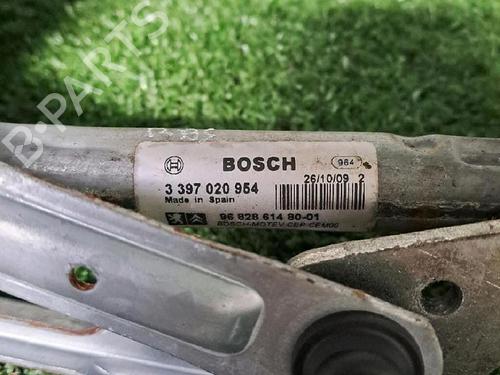 B-PARTS
BOSCH
964
3 397 020 954
26/10/09 2
Made in Spain
96 828 614 80-01
BOSCH-MOTEV-CEP-CEM00